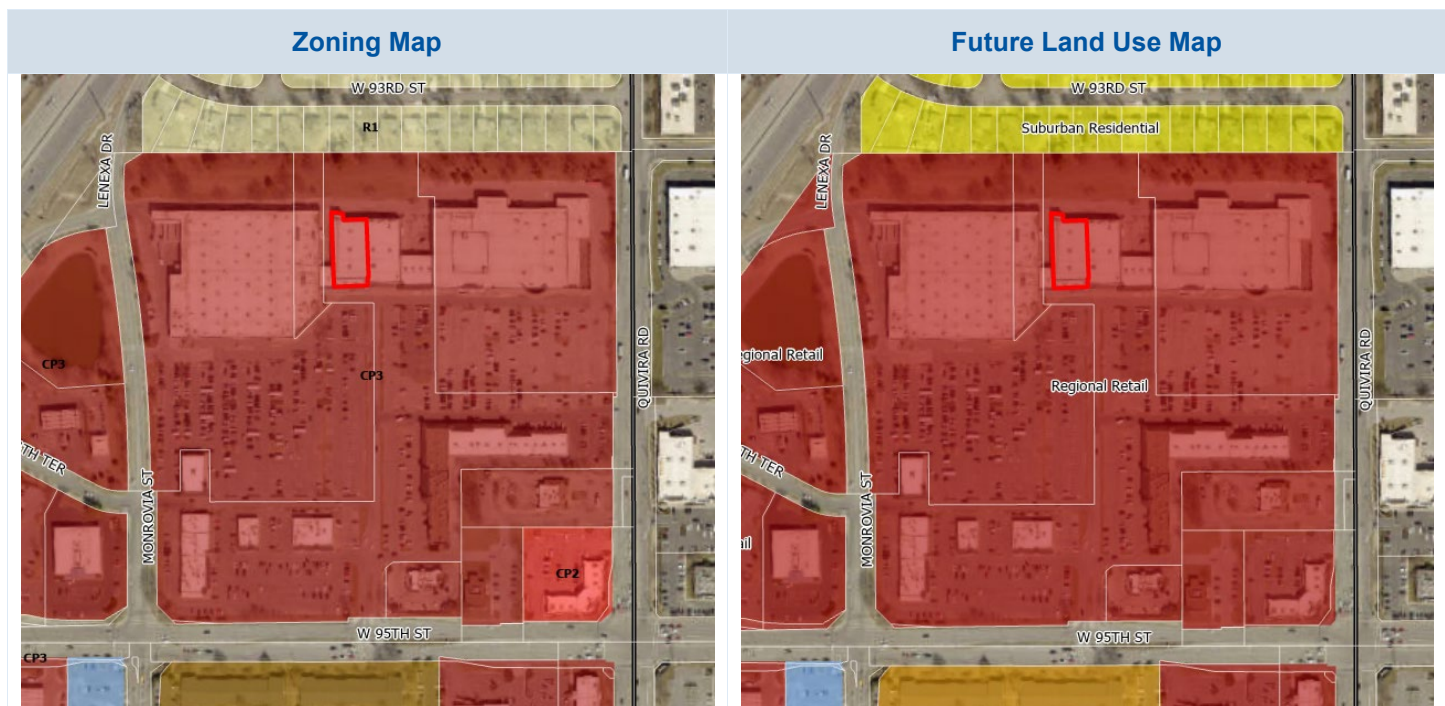 Zoning Map
Future Land Use Map
W 93RD ST
R1
LENEXA DR
CP3
CP3
QUIVIRA RD
TH TER
MONROVIA ST
CP2
W 95TH ST
CP3
W 93RD ST
Suburban Residential
LENEXA DR
egional Retail
Regional Retail
QUIVIRA RD
TH TER
MONROVIA ST
ail
W 95TH ST